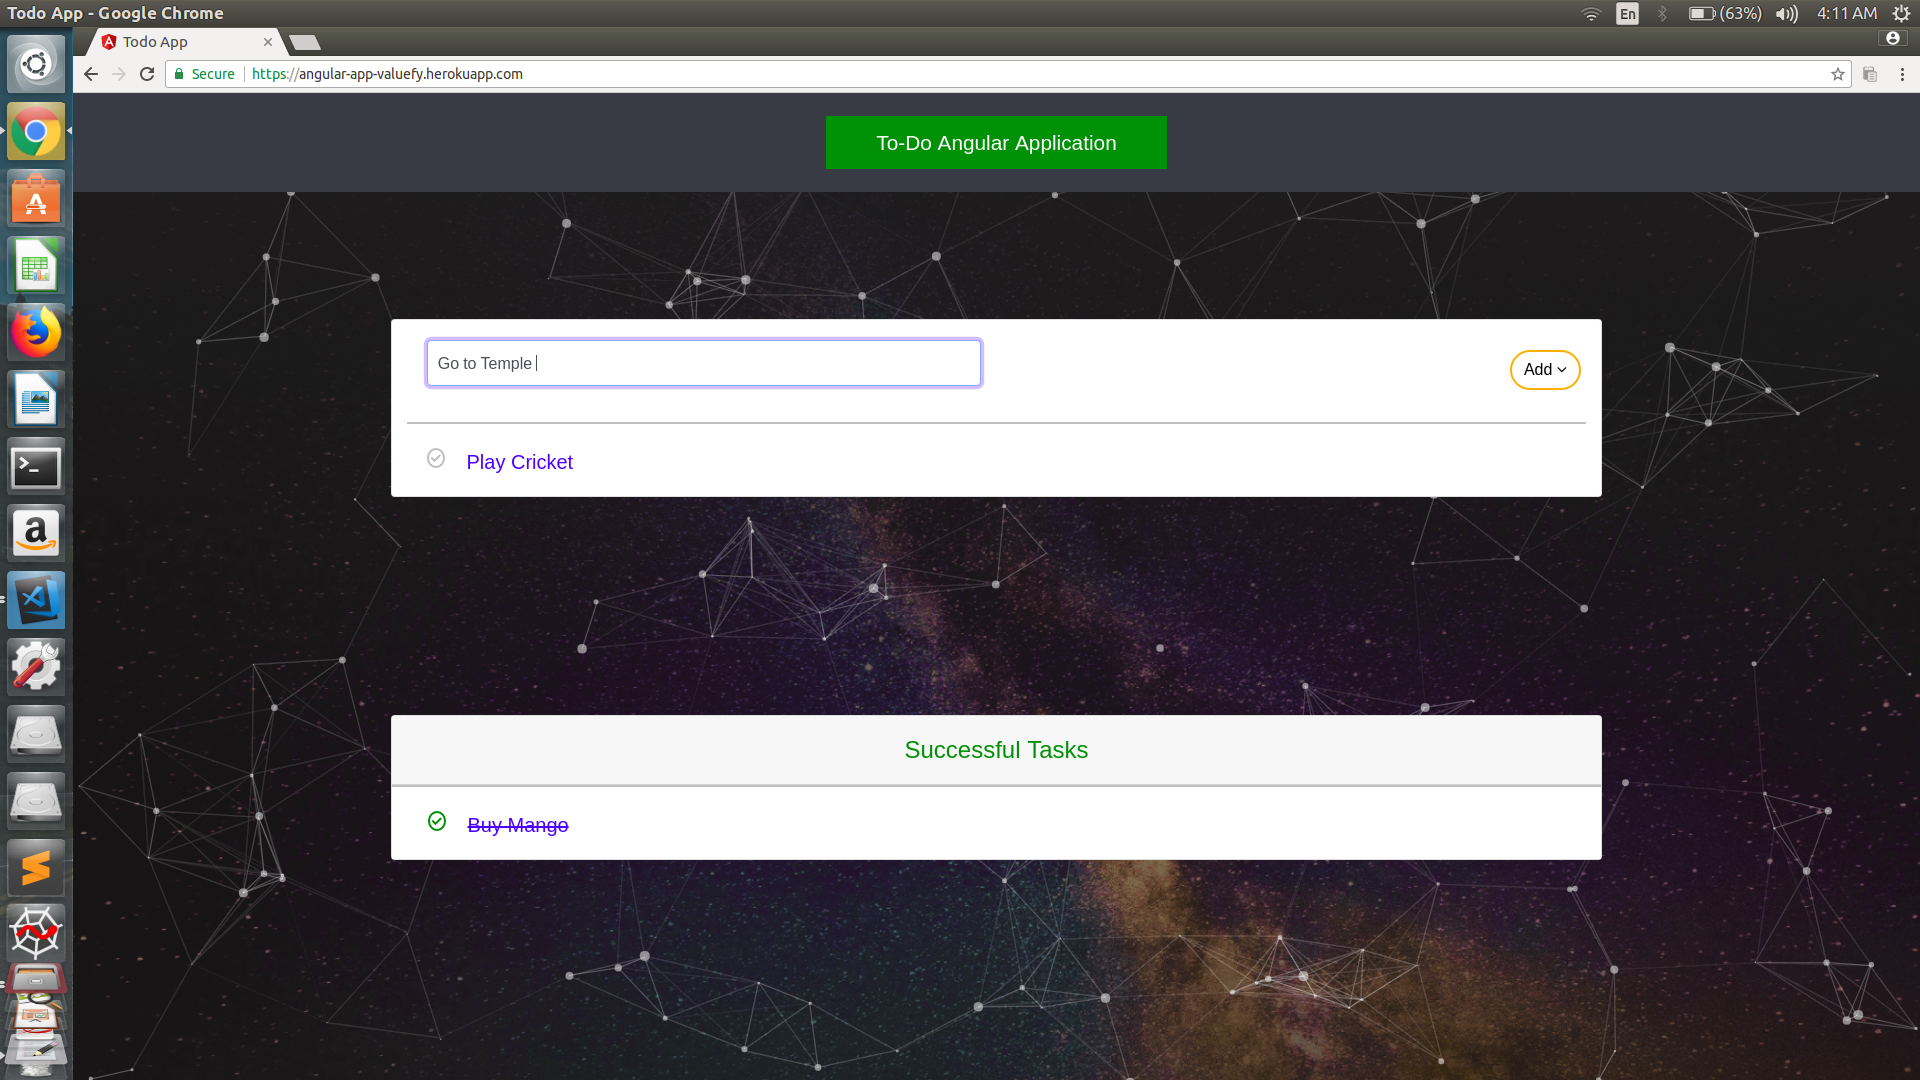 Todo App - Google Chrome
En
(63%)
4:11 AM
Todo App
Secure
https://angular-app-valuefy.herokuapp.com
To-Do Angular Application
Go to Temple
Add
Play Cricket
Successful Tasks
Buy Mango